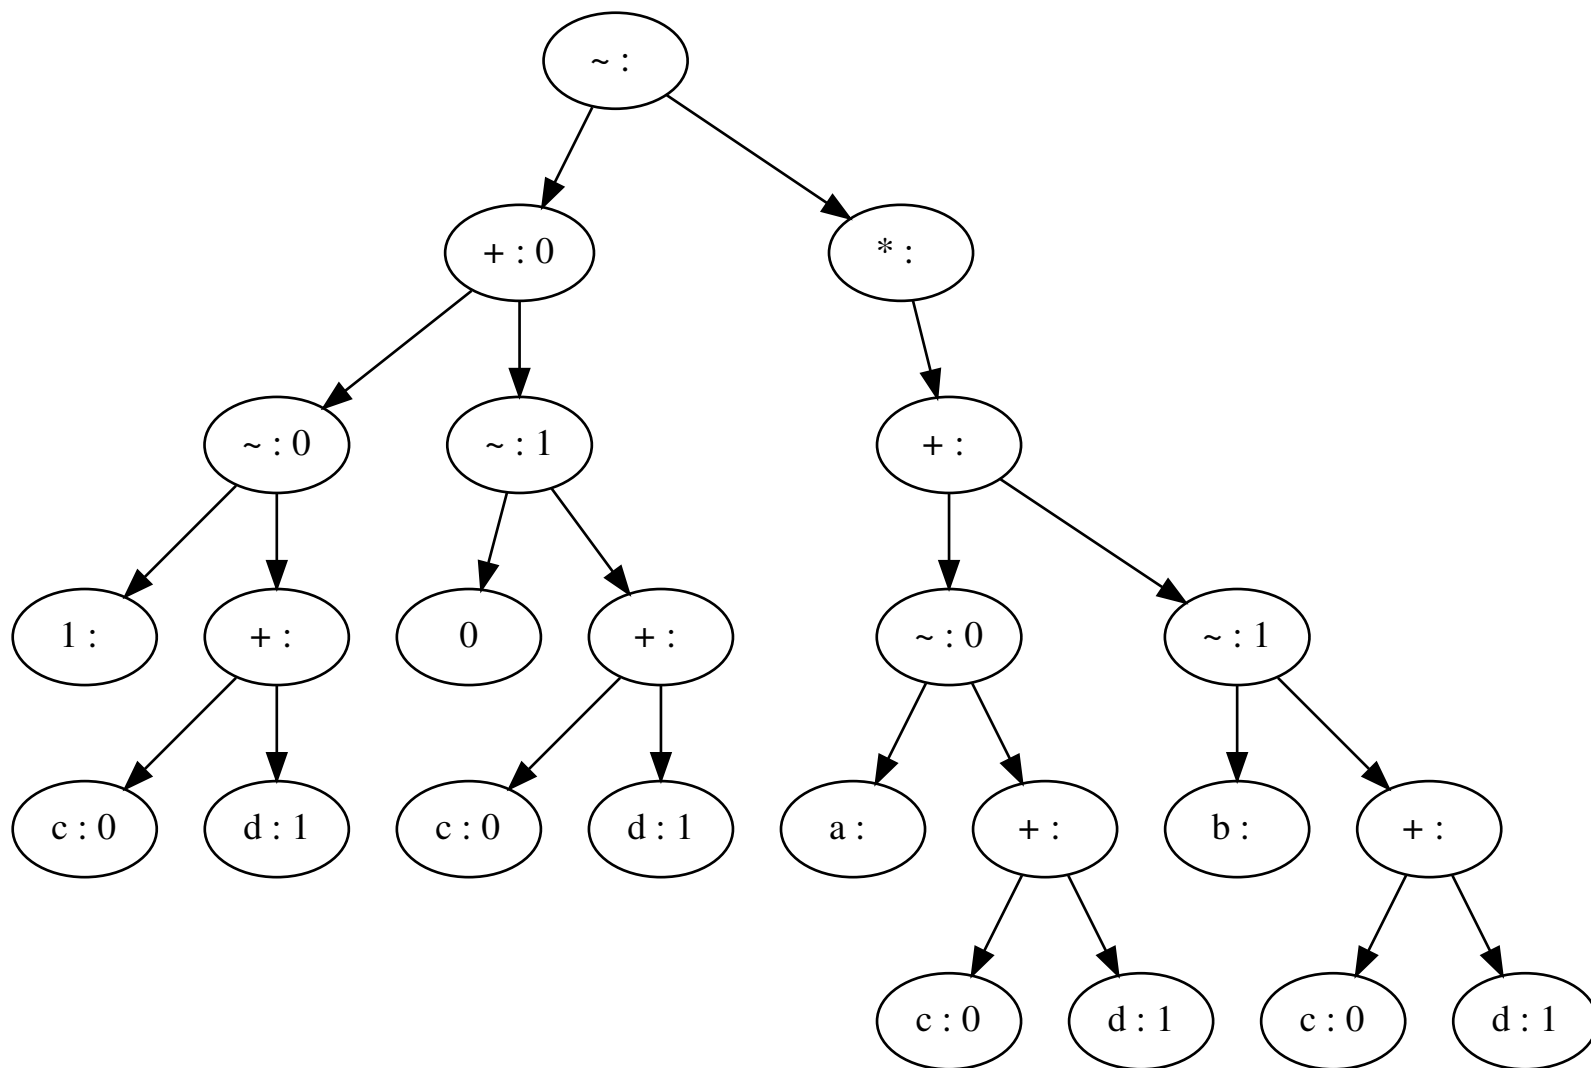 ~ :
+ : 0
* :
~ : 0
~ : 1
+ :
1 :
+ :
0
+ :
~ : 0
~ : 1
c : 0
d : 1
c : 0
d : 1
a :
+ :
b :
+ :
c : 0
d : 1
c : 0
d : 1